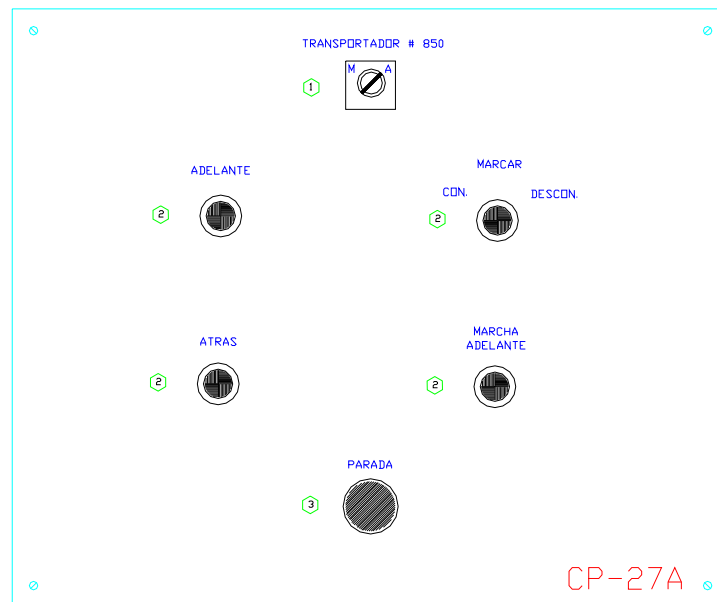 TRANSPORTADOR # 850
M A
1
ADELANTE
MARCAR
CON. DESCON.
2
2
ATRAS
MARCHA
ADELANTE
2
2
PARADA
3
CP-27A